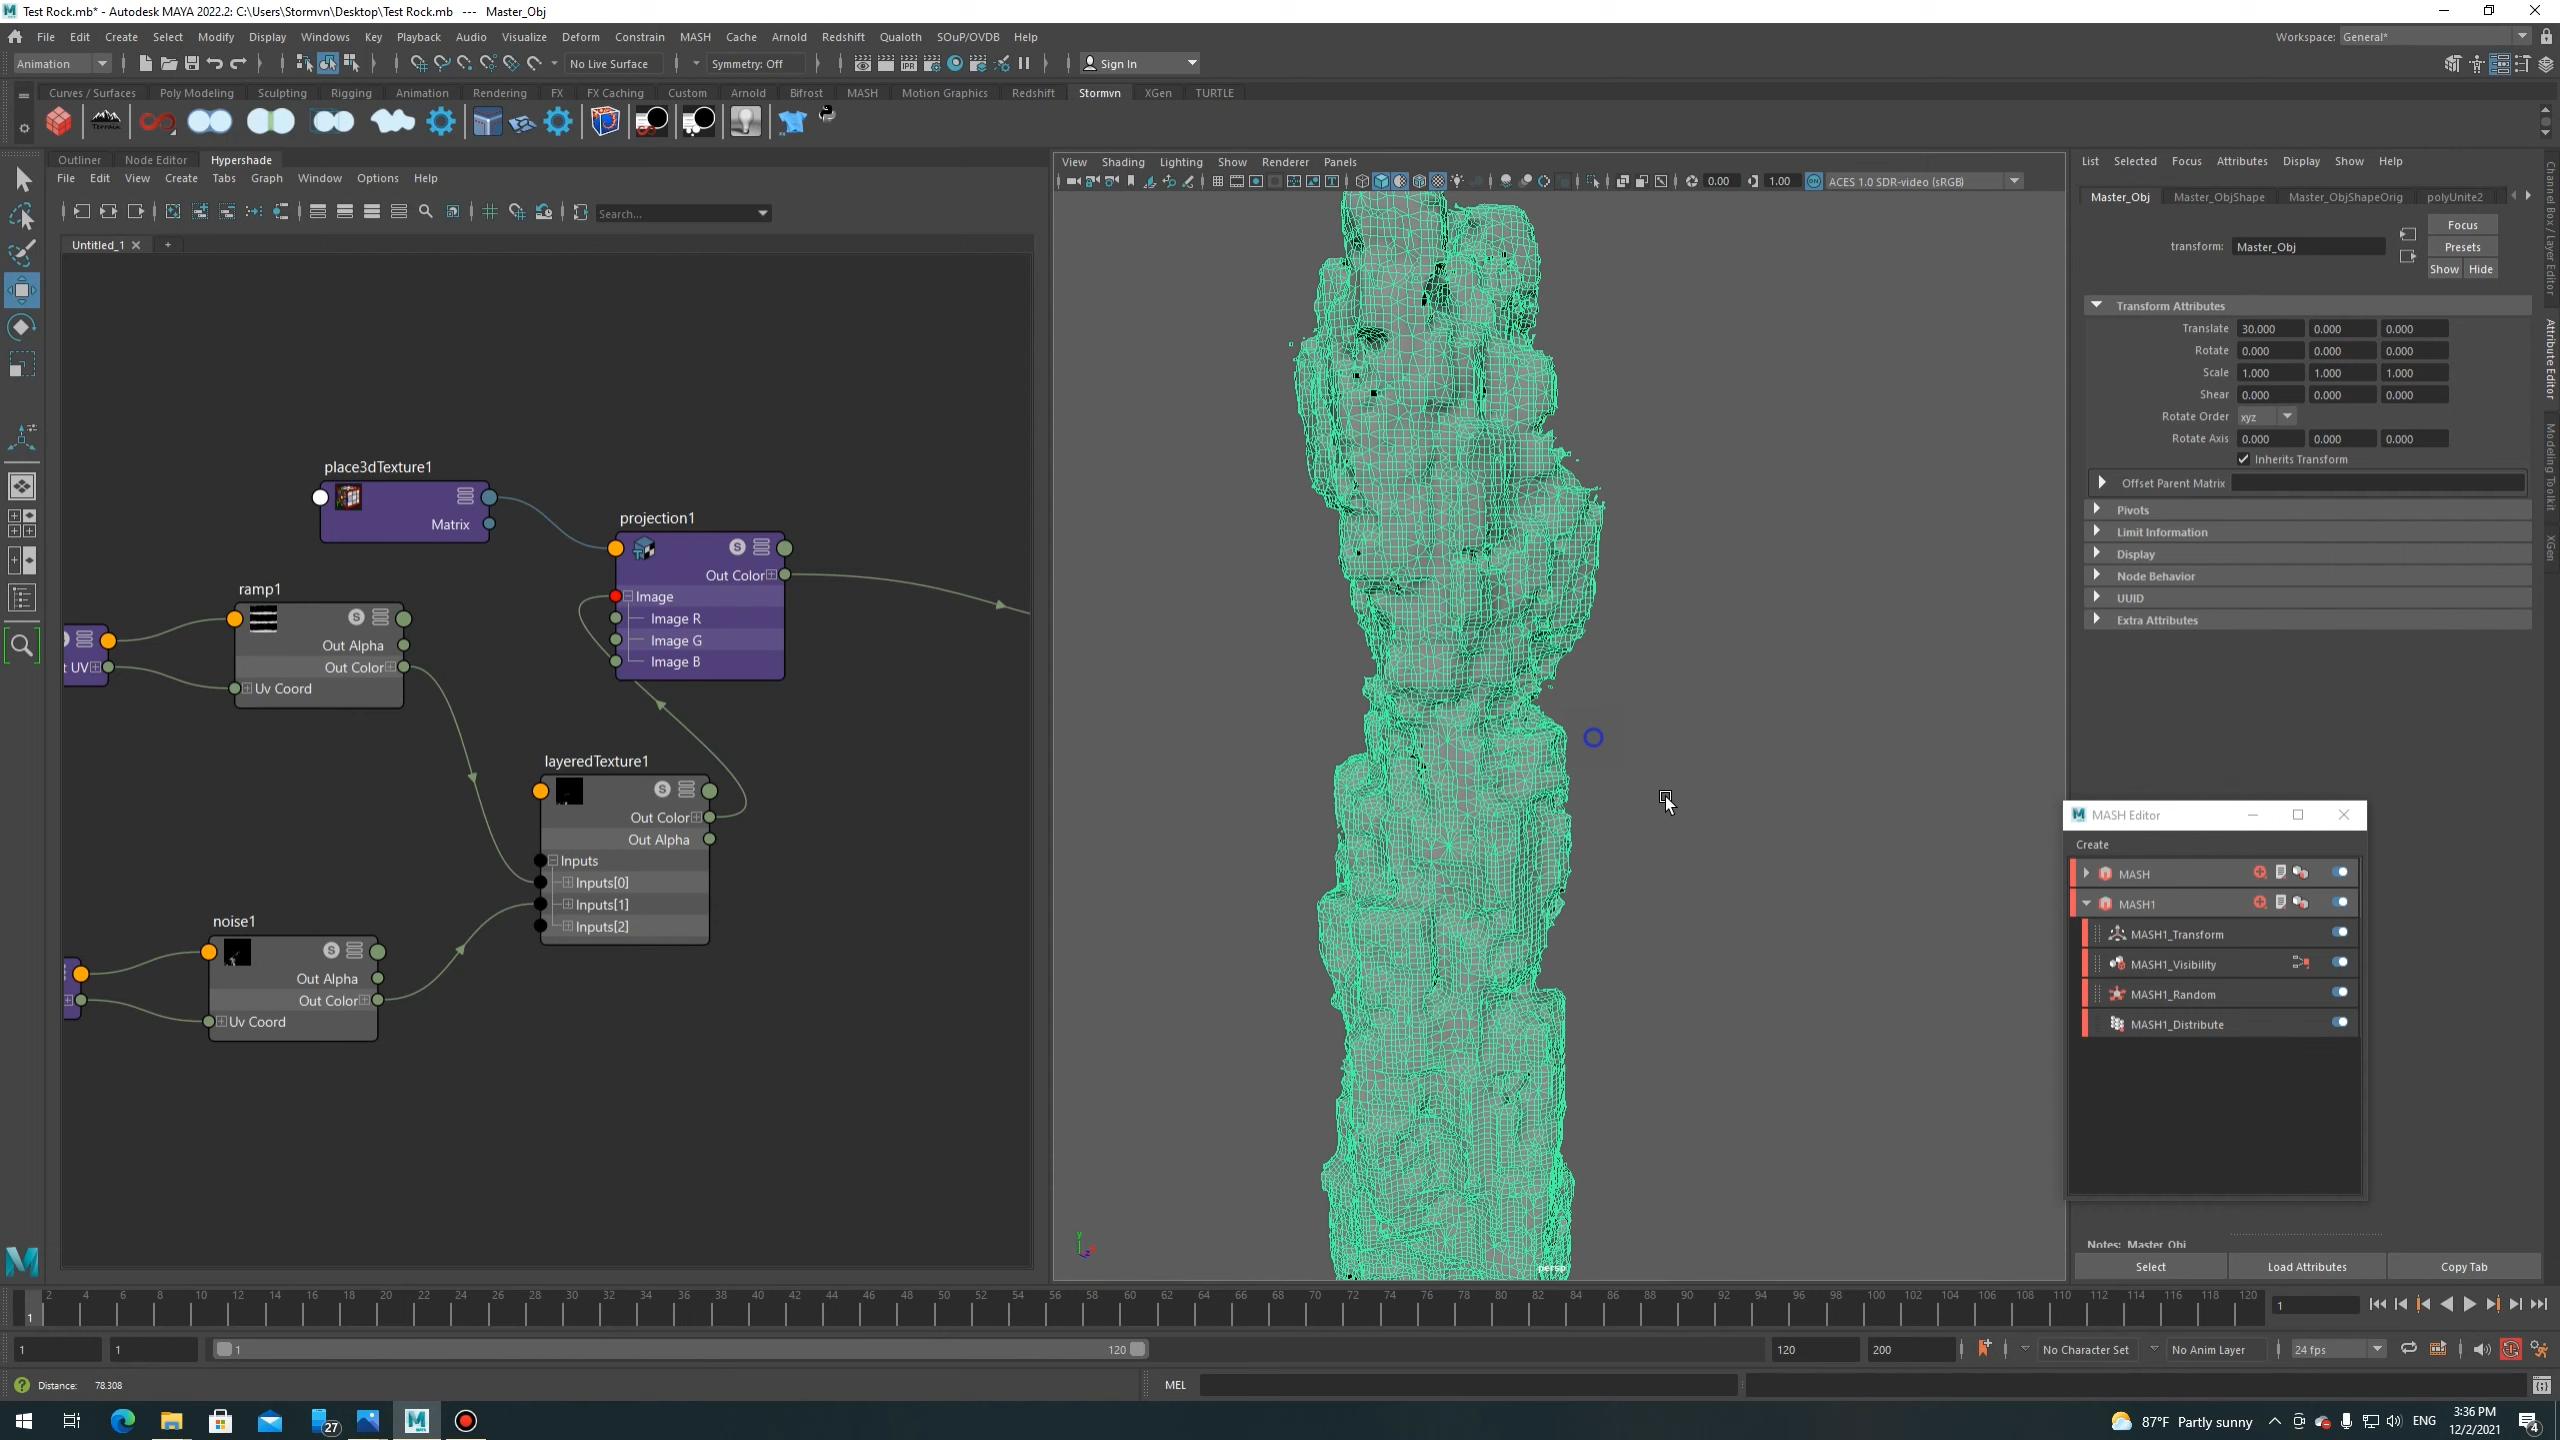 Test Rock.mb* - Autodesk MAYA 2022.2: C:\Users\Stormvn\Desktop\Test Rock.mb --- Master_Obj
File Edit Create Select Modify Display Windows Key Playback Audio Visualize Deform Constrain MASH Cache Arnold Redshift Qualoth SOuP/OVDB Help
Workspace: General*
Animation
No Live Surface
Symmetry: Off
Sign In
Curves / Surfaces Poly Modeling Sculpting Rigging Animation Rendering FX FX Caching Custom Arnold Bifrost MASH Motion Graphics Redshift Stormvn XGen TURTLE
Terrain
Outliner Node Editor Hypershade
File Edit View Create Tabs Graph Window Options Help
Search...
Untitled_1 +
place3dTexture1
Matrix
projection1
Out Color
Image
Image R
Image G
Image B
ramp1
Out Alpha
Out Color
Uv Coord
t UV
layeredTexture1
Out Color
Out Alpha
Inputs
Inputs[0]
Inputs[1]
Inputs[2]
noise1
Out Alpha
Out Color
Uv Coord
View Shading Lighting Show Renderer Panels
0.00 1.00 ACES 1.0 SDR-video (sRGB)
persp
List Selected Focus Attributes Display Show Help
Master_Obj Master_ObjShape Master_ObjShapeOrig polyUnite2
transform: Master_Obj
Focus
Presets
Show Hide
Transform Attributes
Translate 30.000 0.000 0.000
Rotate 0.000 0.000 0.000
Scale 1.000 1.000 1.000
Shear 0.000 0.000 0.000
Rotate Order xyz
Rotate Axis 0.000 0.000 0.000
Inherits Transform
Offset Parent Matrix
Pivots
Limit Information
Display
Node Behavior
UUID
Extra Attributes
Channel Box / Layer Editor
Attribute Editor
Modeling Toolkit
XGen
MASH Editor
Create
MASH
MASH1
MASH1_Transform
MASH1_Visibility
MASH1_Random
MASH1_Distribute
Notes: Master_Obj
Select Load Attributes Copy Tab
2 4 6 8 10 12 14 16 18 20 22 24 26 28 30 32 34 36 38 40 42 44 46 48 50 52 54 56 58 60 62 64 66 68 70 72 74 76 78 80 82 84 86 88 90 92 94 96 98 100 102 104 106 108 110 112 114 116 118 120
1
1
1 1 1 120 120 200 No Character Set No Anim Layer 24 fps
Distance: 78.308
MEL
27
87°F Partly sunny
ENG
3:36 PM
12/2/2021
4